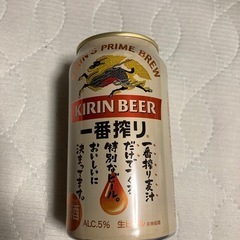 KIRIN'S PRIME BREW
KIRIN BEER
一番搾り
一番搾り麦汁
だけでつくる
特別なビール。
おいしいに
決まってます。
ALC.5%